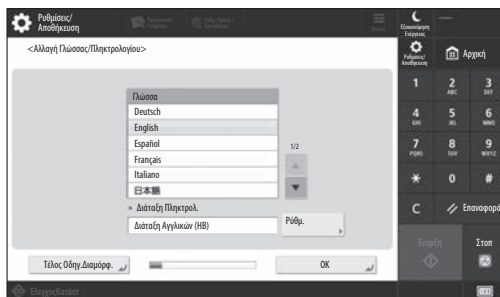 Ρυθμίσεις/
Αποθήκευση
Εξοικονόμηση
Ενέργειας
<Αλλαγή Γλώσσας/Πληκτρολογίου>
Ρυθμίσεις/
Αποθήκευση
Αρχική
Γλώσσα
Deutsch
English
Español
Français
Italiano
日本語
1/2
Διάταξη Πληκτρολ.
Διάταξη Αγγλικών (ΗΒ)
Ρύθμ.
Τέλος Οδηγ.Διαμόρφ.
OK
1
2 ABC
3 DEF
4 GHI
5 JKL
6 MNO
7 PQRS
8 TUV
9 WXYZ
0
#
C
Επαναφορά
Έναρξη
Στοπ
ΕλεγχοςΚατάστ